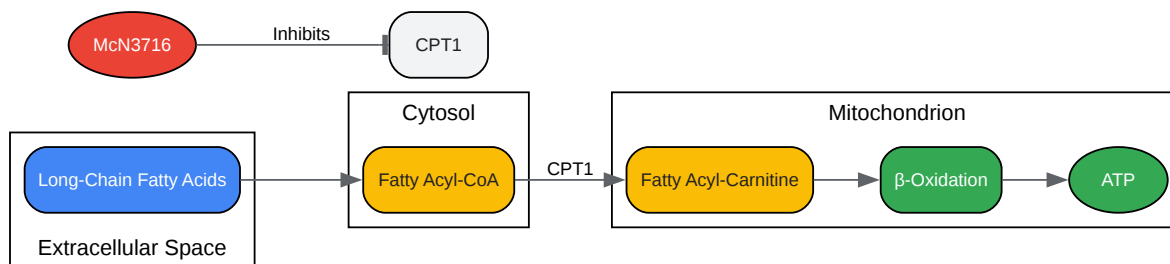 McN3716
Inhibits
CPT1
Cytosol
Mitochondrion
Long-Chain Fatty Acids
Fatty Acyl-CoA
CPT1
Fatty Acyl-Carnitine
β-Oxidation
ATP
Extracellular Space